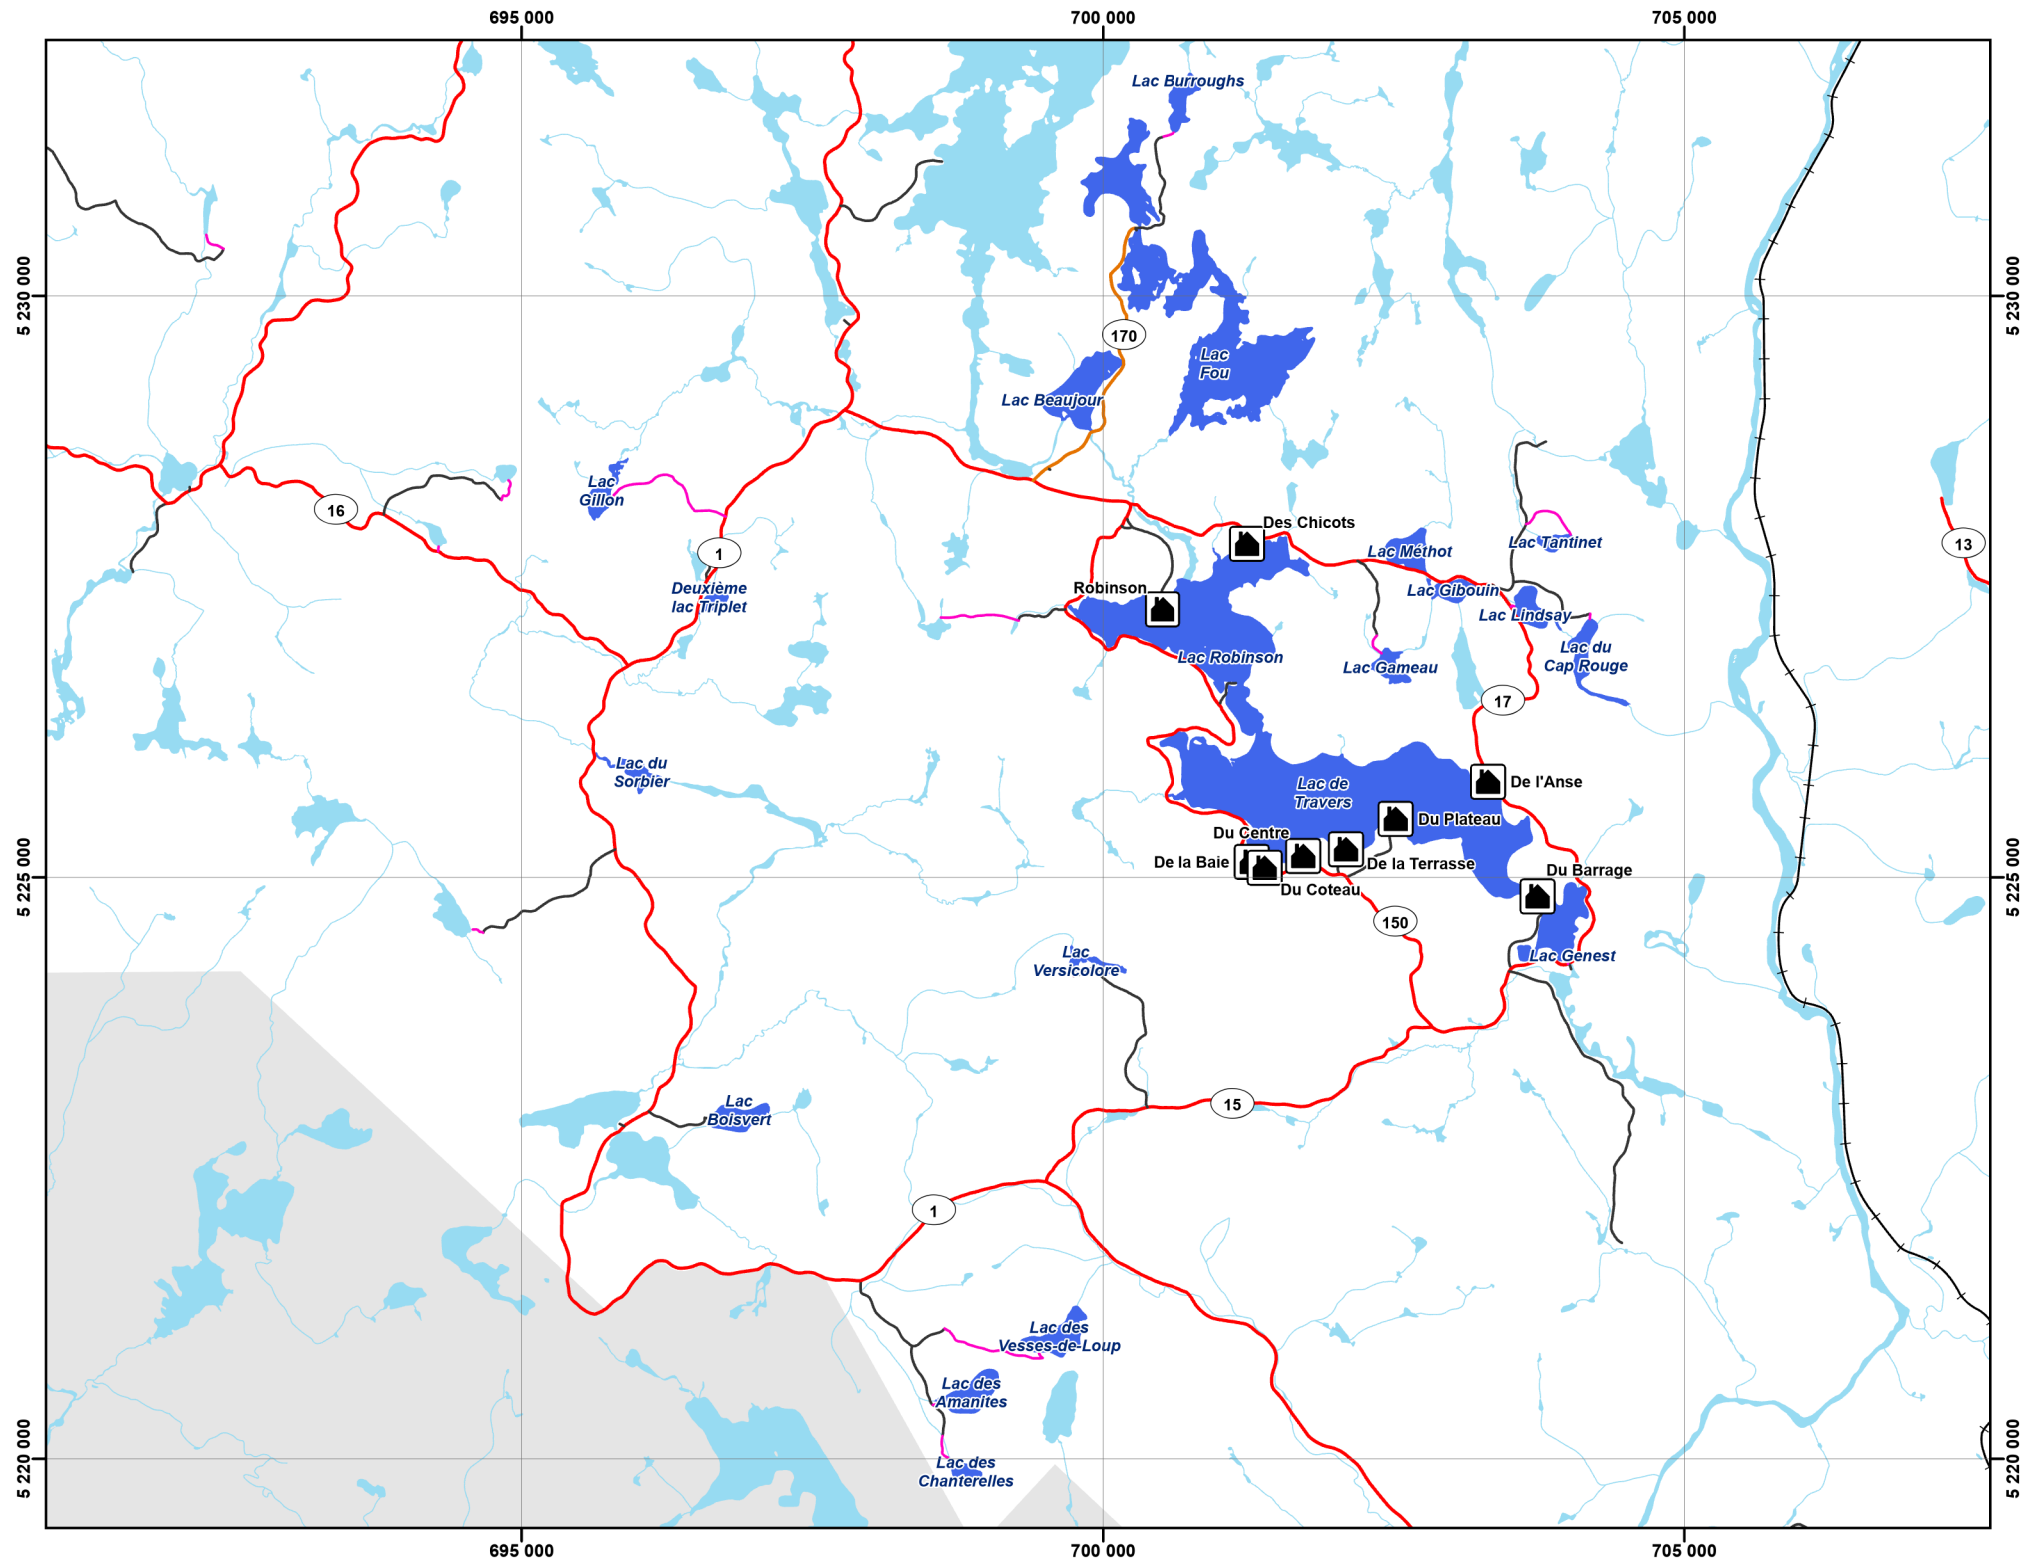 695 000
700 000
705 000
Lac Burroughs
5 230 000
5 230 000
170
Lac
Fou
Lac Beaujour
Lac
Gillon
16
1
Des Chicots
Lac Méthot
Lac Tantinet
13
Deuxième
lac Triplet
Robinson
Lac Gibouin
Lac Lindsay
Lac Robinson
Lac Gameau
Lac du
Cap Rouge
17
Lac du
Sorbier
Lac de
Travers
De l'Anse
Du Plateau
Du Centre
De la Baie
De la Terrasse
Du Coteau
Du Barrage
5 225 000
5 225 000
150
Lac
Versicolore
Lac Genest
Lac
Boisvert
15
1
Lac des
Vesses-de-Loup
Lac des
Amanites
Lac des
Chanterelles
5 220 000
5 220 000
695 000
700 000
705 000